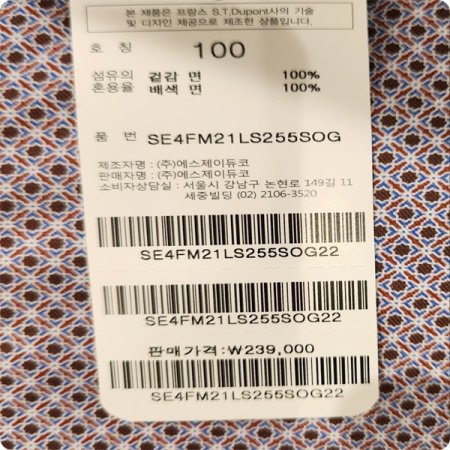 본 제품은 프랑스 S.T.Dupont사의 기술
및 디자인 제공으로 제조한 상품입니다.
호 칭 100
섬유의 겉감 면 100%
혼용율 배색 면 100%
품 번 SE4FM21LS255SOG
제조자명 : (주)에스제이듀코
판매자명 : (주)에스제이듀코
소비자상담실 : 서울시 강남구 논현로 149길 11
세중빌딩 (02) 2106-3520
SE4FM21LS255SOG22
SE4FM21LS255SOG22
판매가격:₩239,000
SE4FM21LS255SOG22